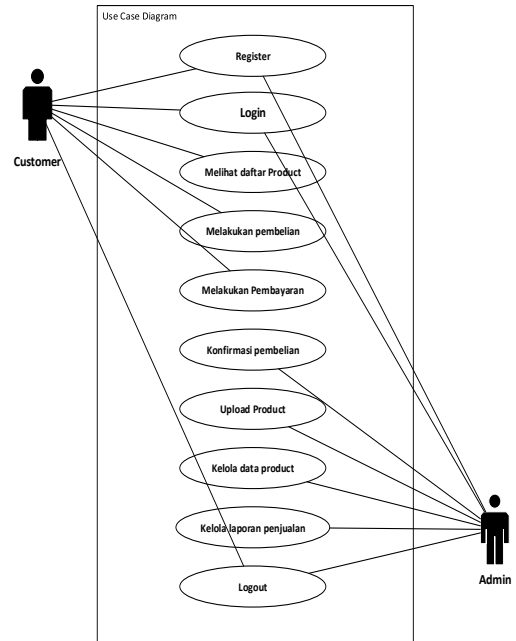 Use Case Diagram
Register
Login
Customer
Melihat daftar Product
Melakukan pembelian
Melakukan Pembayaran
Konfirmasi pembelian
Upload Product
Kelola data product
Kelola laporan penjualan
Admin
Logout